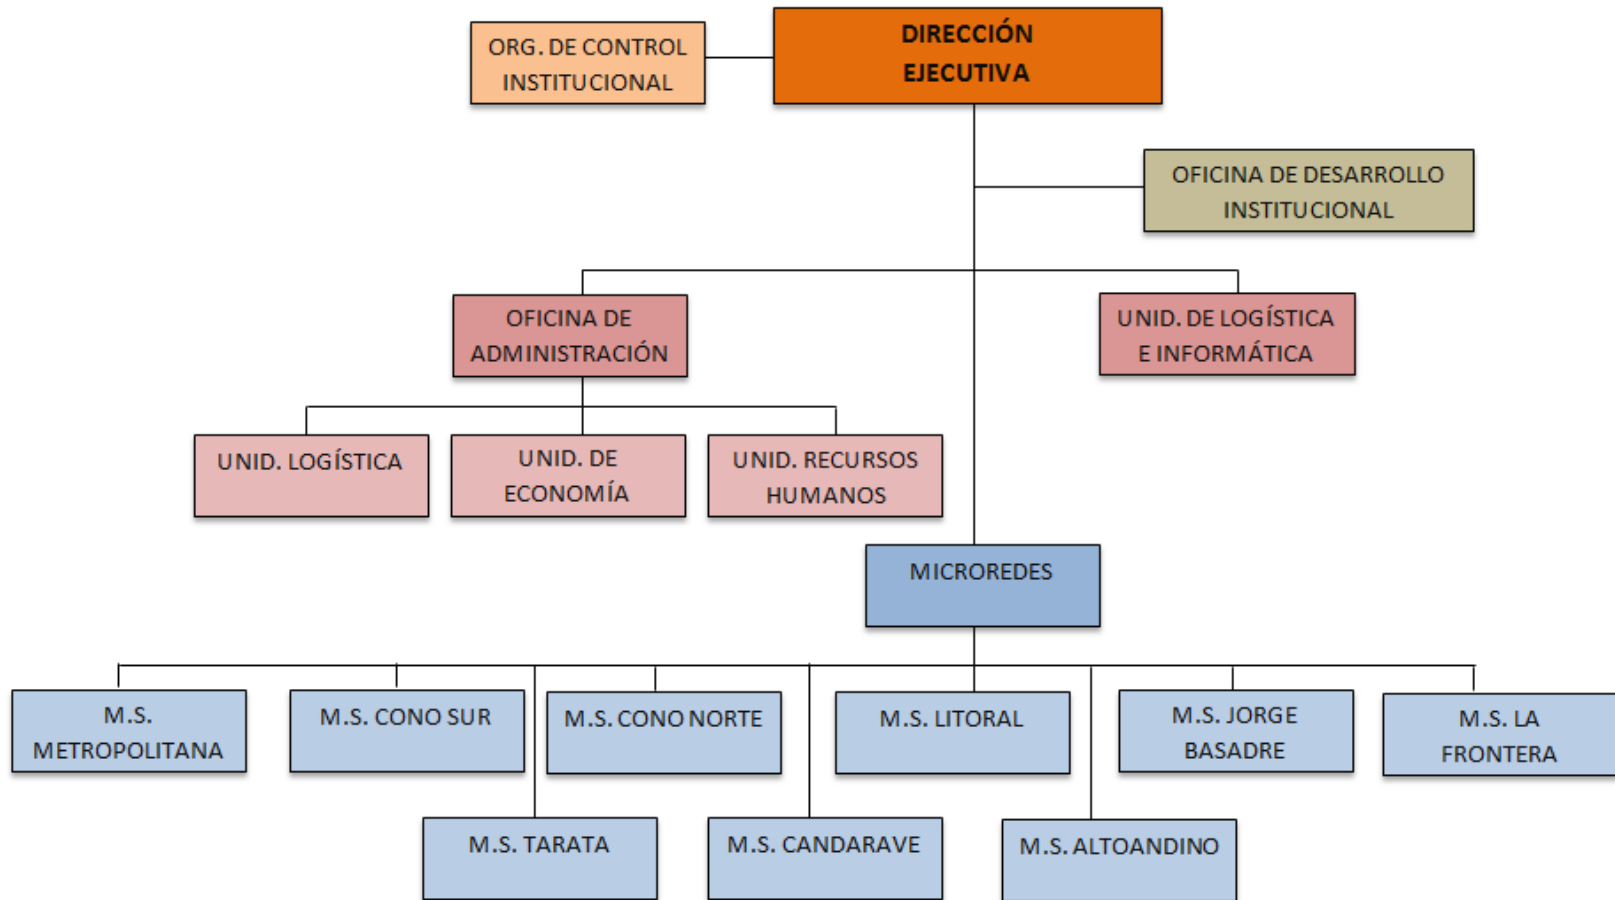 ORG. DE CONTROL
INSTITUCIONAL
DIRECCIÓN
EJECUTIVA
OFICINA DE DESARROLLO
INSTITUCIONAL
OFICINA DE
ADMINISTRACIÓN
UNID. DE LOGÍSTICA
E INFORMÁTICA
UNID. LOGÍSTICA
UNID. DE
ECONOMÍA
UNID. RECURSOS
HUMANOS
MICROREDES
M.S.
METROPOLITANA
M.S. CONO SUR
M.S. CONO NORTE
M.S. LITORAL
M.S. JORGE
BASADRE
M.S. LA
FRONTERA
M.S. TARATA
M.S. CANDARAVE
M.S. ALTOANDINO